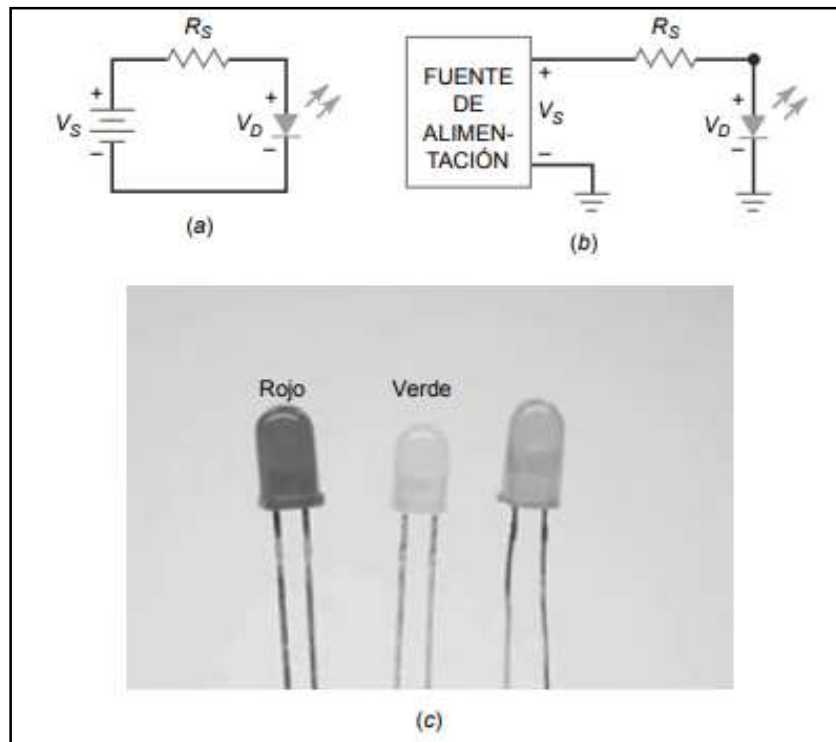 R_S
+
V_S
−
+
V_D
−
(a)
FUENTE
DE
ALIMEN-
TACIÓN
+
V_S
−
R_S
+
V_D
−
(b)
Rojo
Verde
(c)